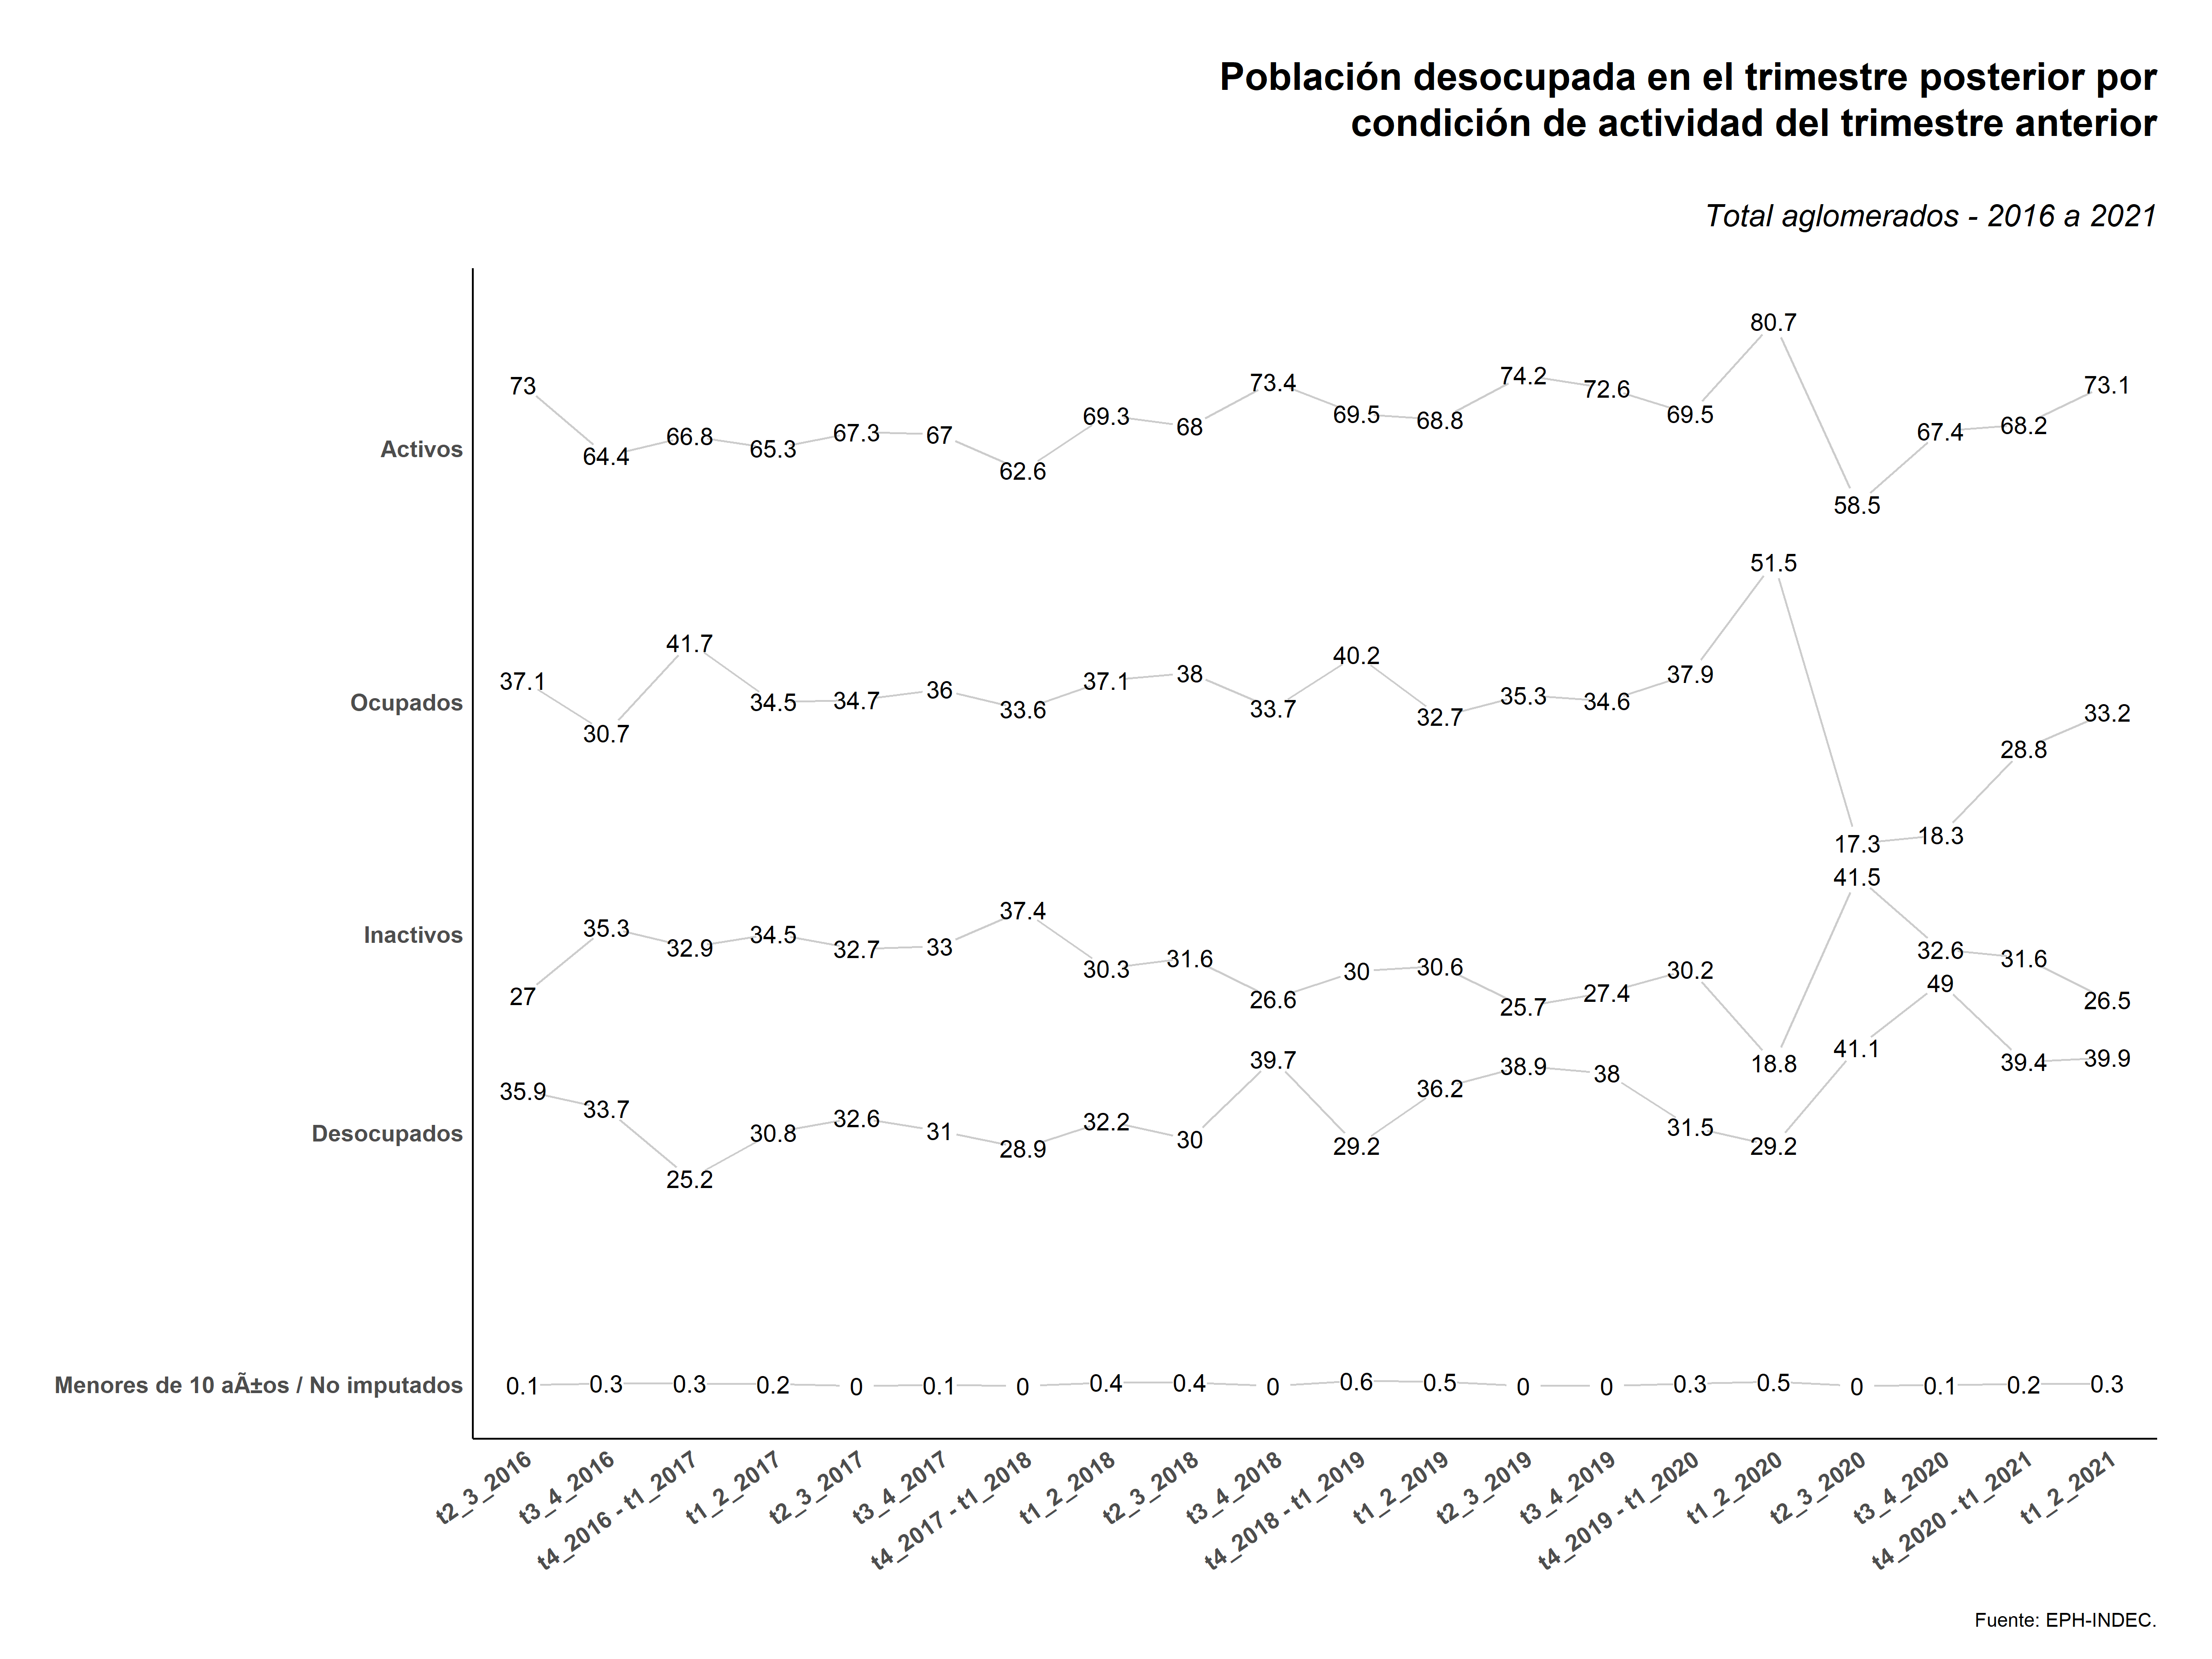 Población desocupada en el trimestre posterior por
condición de actividad del trimestre anterior
Total aglomerados - 2016 a 2021
Activos
73 64.4 66.8 65.3 67.3 67 62.6 69.3 68 73.4 69.5 68.8 74.2 72.6 69.5 80.7 58.5 67.4 68.2 73.1
Ocupados
37.1 30.7 41.7 34.5 34.7 36 33.6 37.1 38 33.7 40.2 32.7 35.3 34.6 37.9 51.5 17.3 18.3 28.8 33.2
Inactivos
27 35.3 32.9 34.5 32.7 33 37.4 30.3 31.6 26.6 30 30.6 25.7 27.4 30.2 18.8 41.5 32.6 31.6 26.5
Desocupados
35.9 33.7 25.2 30.8 32.6 31 28.9 32.2 30 39.7 29.2 36.2 38.9 38 31.5 29.2 41.1 49 39.4 39.9
Menores de 10 aÃ±os / No imputados
0.1 0.3 0.3 0.2 0 0.1 0 0.4 0.4 0 0.6 0.5 0 0 0.3 0.5 0 0.1 0.2 0.3
t2_3_2016
t3_4_2016
t4_2016 - t1_2017
t1_2_2017
t2_3_2017
t3_4_2017
t4_2017 - t1_2018
t1_2_2018
t2_3_2018
t3_4_2018
t4_2018 - t1_2019
t1_2_2019
t2_3_2019
t3_4_2019
t4_2019 - t1_2020
t1_2_2020
t2_3_2020
t3_4_2020
t4_2020 - t1_2021
t1_2_2021
Fuente: EPH-INDEC.